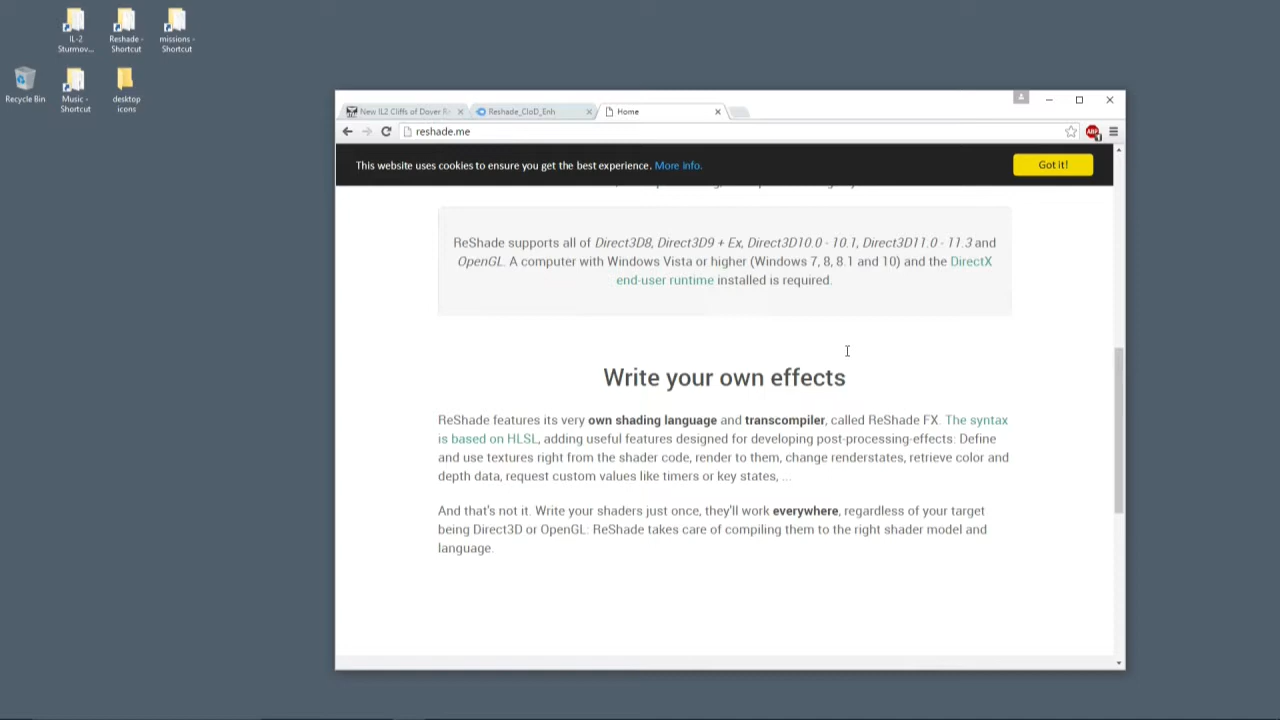 IL-2
Sturmov...
Reshade -
Shortcut
missions -
Shortcut
Recycle Bin
Music -
Shortcut
desktop
icons
New IL2 Cliffs of Dover Re
Reshade_CloD_Enh
Home
reshade.me
ABP
1
This website uses cookies to ensure you get the best experience. More info.
Got it!
ReShade supports all of Direct3D8, Direct3D9 + Ex, Direct3D10.0 - 10.1, Direct3D11.0 - 11.3 and
OpenGL. A computer with Windows Vista or higher (Windows 7, 8, 8.1 and 10) and the DirectX
end-user runtime installed is required.
Write your own effects
ReShade features its very own shading language and transcompiler, called ReShade FX. The syntax
is based on HLSL, adding useful features designed for developing post-processing-effects: Define
and use textures right from the shader code, render to them, change renderstates, retrieve color and
depth data, request custom values like timers or key states, ...
And that's not it. Write your shaders just once, they'll work everywhere, regardless of your target
being Direct3D or OpenGL: ReShade takes care of compiling them to the right shader model and
language.